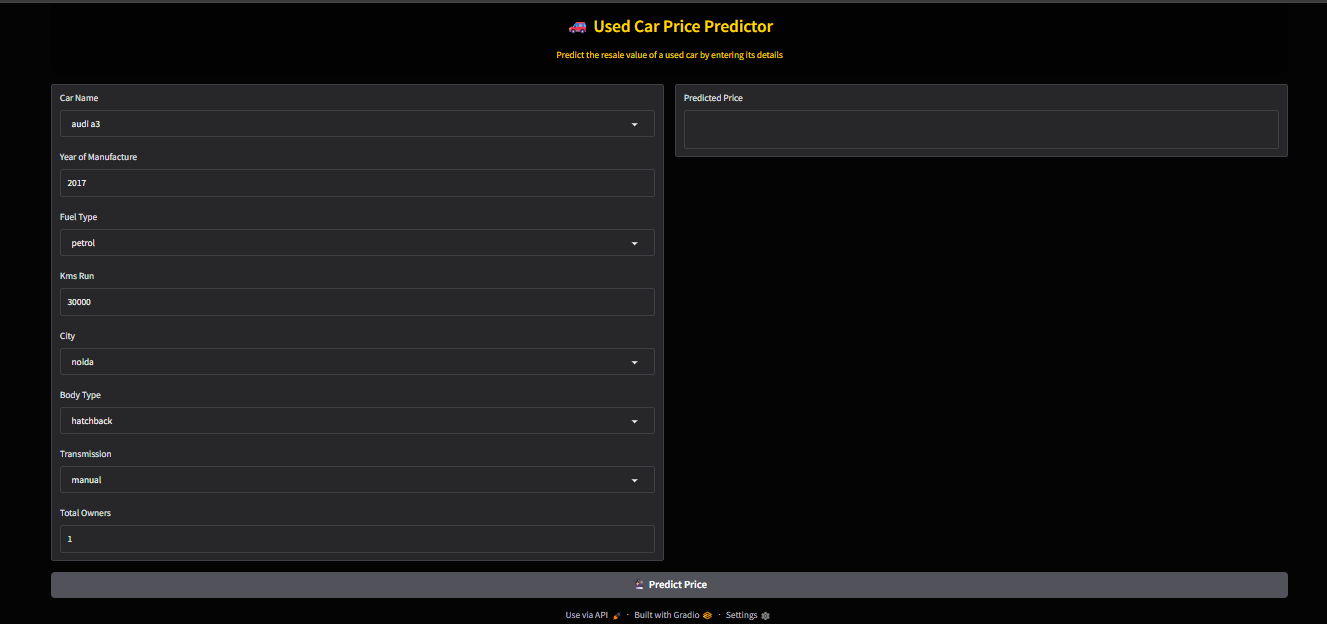 Used Car Price Predictor
Predict the resale value of a used car by entering its details
Car Name
audi a3
Year of Manufacture
2017
Fuel Type
petrol
Kms Run
30000
City
noida
Body Type
hatchback
Transmission
manual
Total Owners
1
Predicted Price
Predict Price
Use via API · Built with Gradio · Settings